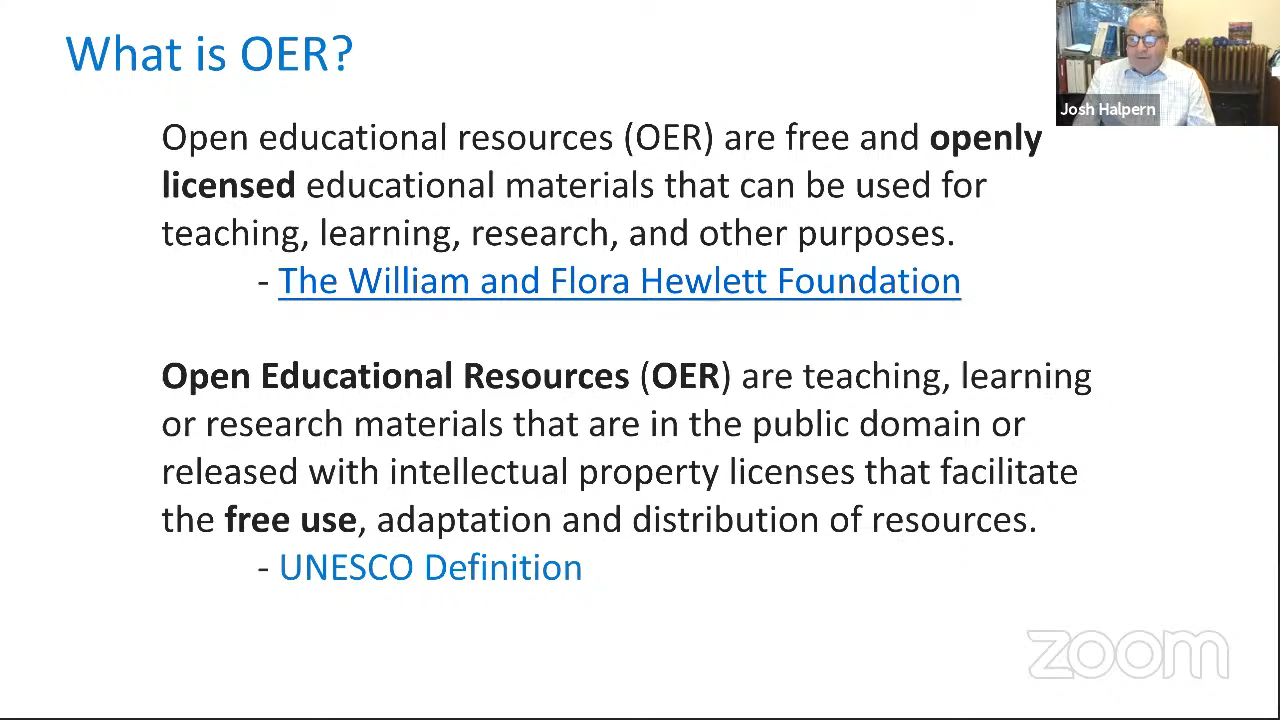 What is OER?
Josh Halpern
Open educational resources (OER) are free and openly
licensed educational materials that can be used for
teaching, learning, research, and other purposes.
- The William and Flora Hewlett Foundation
Open Educational Resources (OER) are teaching, learning
or research materials that are in the public domain or
released with intellectual property licenses that facilitate
the free use, adaptation and distribution of resources.
- UNESCO Definition
zoom